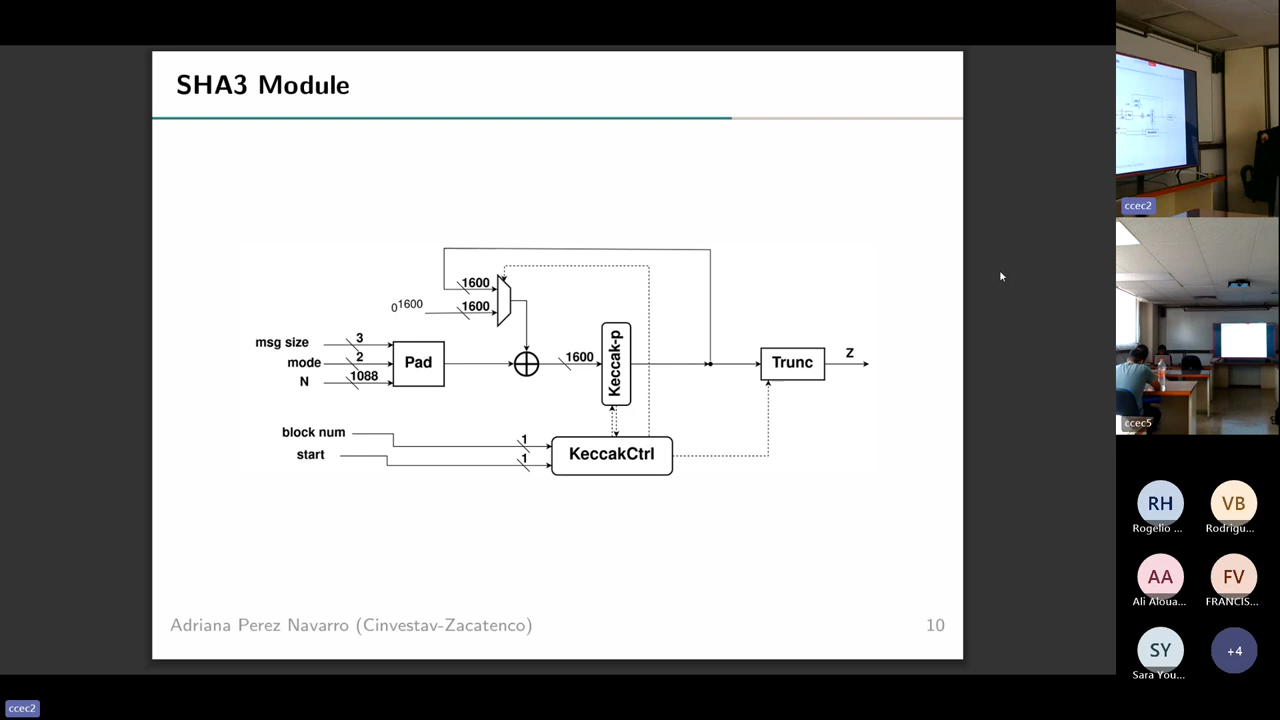 SHA3 Module
1600
0^1600
1600
msg size
3
mode
2
N
1088
Pad
1600
Keccak-p
Trunc
Z
block num
1
start
1
KeccakCtrl
Adriana Perez Navarro (Cinvestav-Zacatenco)
10
ccec2
ccec5
RH
VB
Rogelio ...
Rodrigu...
AA
FV
Ali Aloua...
FRANCIS...
SY
+4
Sara You...
ccec2